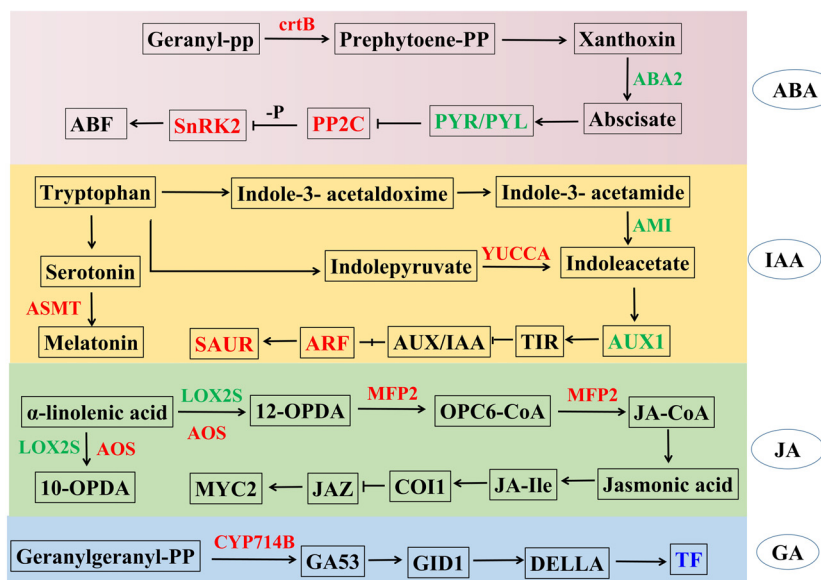 crtB
Geranyl-pp Prephytoene-PP Xanthoxin
ABA2
ABA
-P
ABF SnRK2 PP2C PYR/PYL Abscisate
Tryptophan Indole-3- acetaldoxime Indole-3- acetamide
AMI
YUCCA
Serotonin Indolepyruvate Indoleacetate
IAA
ASMT
Melatonin SAUR ARF AUX/IAA TIR AUX1
LOX2S MFP2 MFP2
α-linolenic acid 12-OPDA OPC6-CoA JA-CoA
AOS
LOX2S AOS
JA
10-OPDA MYC2 JAZ COI1 JA-Ile Jasmonic acid
CYP714B
Geranylgeranyl-PP GA53 GID1 DELLA TF
GA